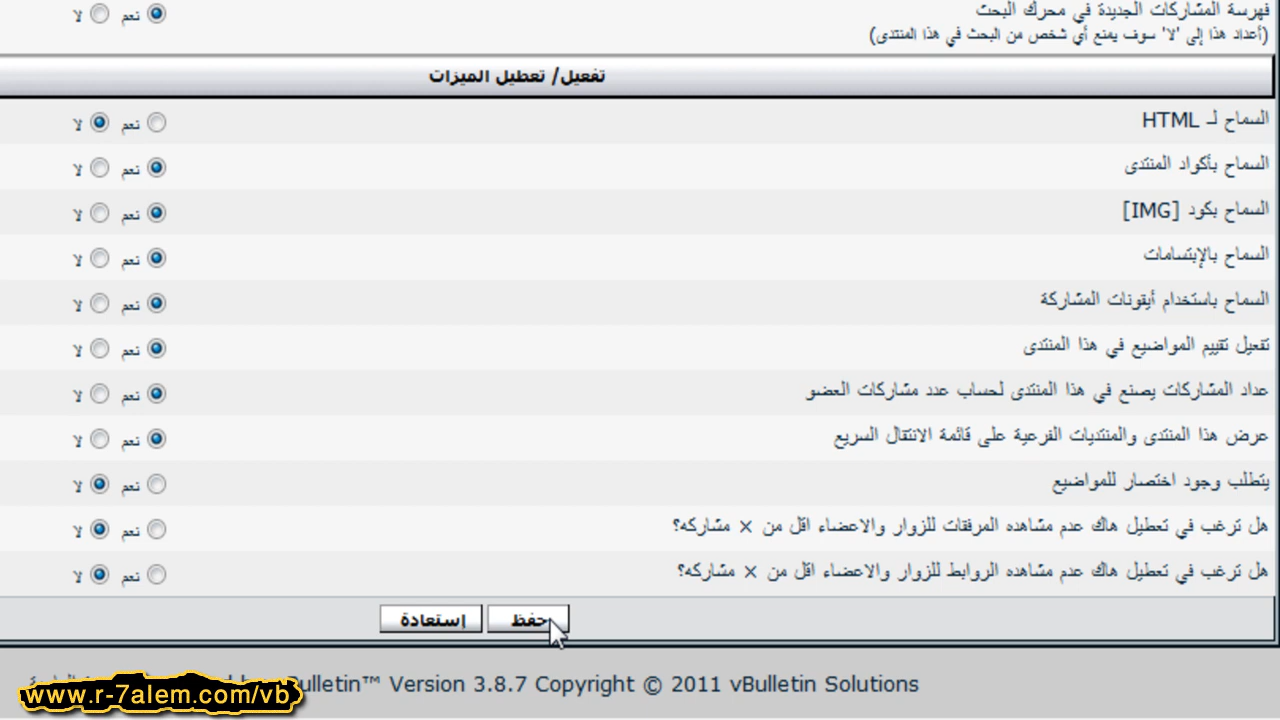 فهرسة المشاركات الجديدة في محرك البحث نعم لا
(أعداد هذا إلى 'لا' سوف يمنع أي شخص من البحث في هذا المنتدى)
تفعيل/ تعطيل الميزات
السماح لـ HTML نعم لا
السماح بأكواد المنتدى نعم لا
السماح بكود [IMG] نعم لا
السماح بالإبتسامات نعم لا
السماح باستخدام أيقونات المشاركة نعم لا
تفعيل تقييم المواضيع في هذا المنتدى نعم لا
عداد المشاركات يصنع في هذا المنتدى لحساب عدد مشاركات العضو نعم لا
عرض هذا المنتدى والمنتديات الفرعية على قائمة الانتقال السريع نعم لا
يتطلب وجود اختصار للمواضيع نعم لا
هل ترغب في تعطيل هاك عدم مشاهده المرفقات للزوار والاعضاء اقل من × مشاركه؟ نعم لا
هل ترغب في تعطيل هاك عدم مشاهده الروابط للزوار والاعضاء اقل من × مشاركه؟ نعم لا
حفظ إستعادة
Version 3.8.7 Copyright © 2011 vBulletin Solutions
www.r-7alem.com/vb